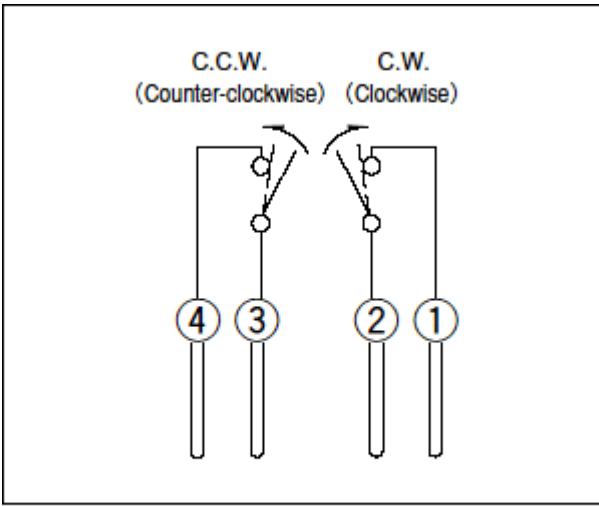 C.C.W. C.W.
(Counter-clockwise) (Clockwise)
④ ③ ② ①